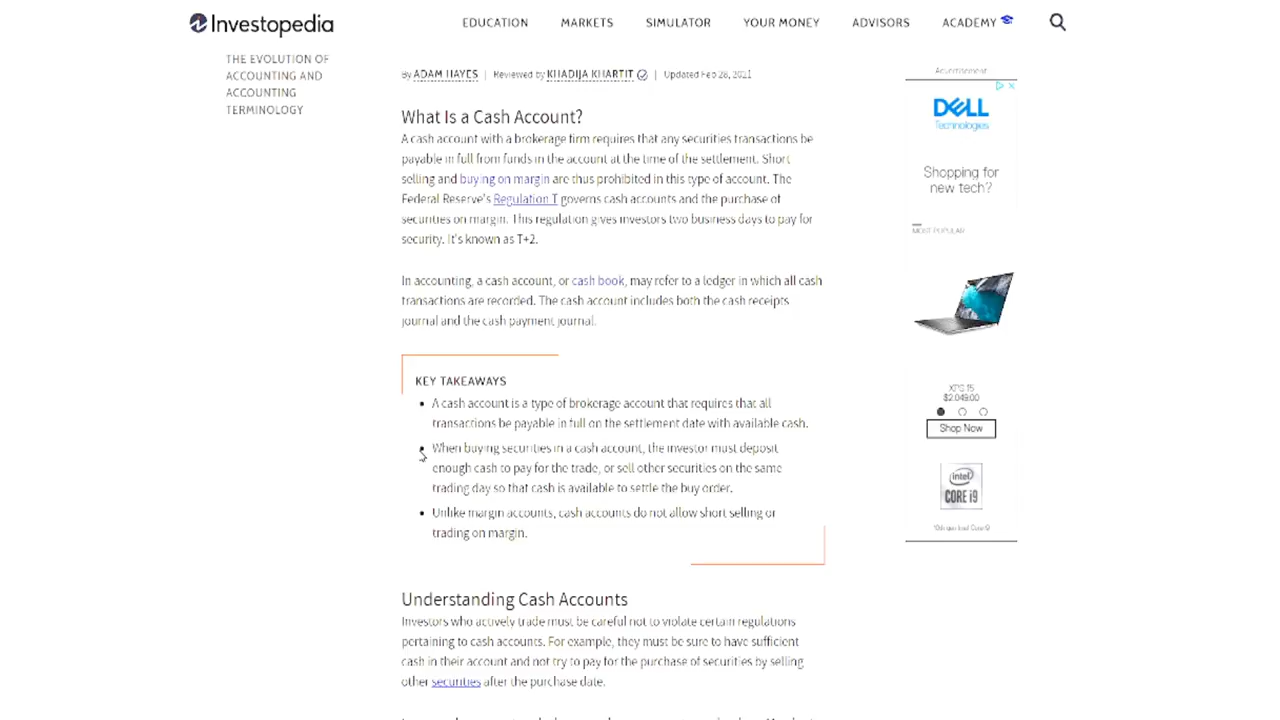 Investopedia
EDUCATION MARKETS SIMULATOR YOUR MONEY ADVISORS ACADEMY
THE EVOLUTION OF
ACCOUNTING AND
ACCOUNTING
TERMINOLOGY
By ADAM HAYES | Reviewed by KHADIJA KHARTIT | Updated Feb 28, 2021
What Is a Cash Account?
A cash account with a brokerage firm requires that any securities transactions be
payable in full from funds in the account at the time of the settlement. Short
selling and buying on margin are thus prohibited in this type of account. The
Federal Reserve's Regulation T governs cash accounts and the purchase of
securities on margin. This regulation gives investors two business days to pay for
security. It's known as T+2.
In accounting, a cash account, or cash book, may refer to a ledger in which all cash
transactions are recorded. The cash account includes both the cash receipts
journal and the cash payment journal.
KEY TAKEAWAYS
• A cash account is a type of brokerage account that requires that all
transactions be payable in full on the settlement date with available cash.
• When buying securities in a cash account, the investor must deposit
enough cash to pay for the trade, or sell other securities on the same
trading day so that cash is available to settle the buy order.
• Unlike margin accounts, cash accounts do not allow short selling or
trading on margin.
Understanding Cash Accounts
Investors who actively trade must be careful not to violate certain regulations
pertaining to cash accounts. For example, they must be sure to have sufficient
cash in their account and not try to pay for the purchase of securities by selling
other securities after the purchase date.
Advertisement
DELL
Technologies
Shopping for
new tech?
MOST POPULAR
XPS 15
$2,049.00
Shop Now
intel
CORE i9
10th gen Intel Core i9